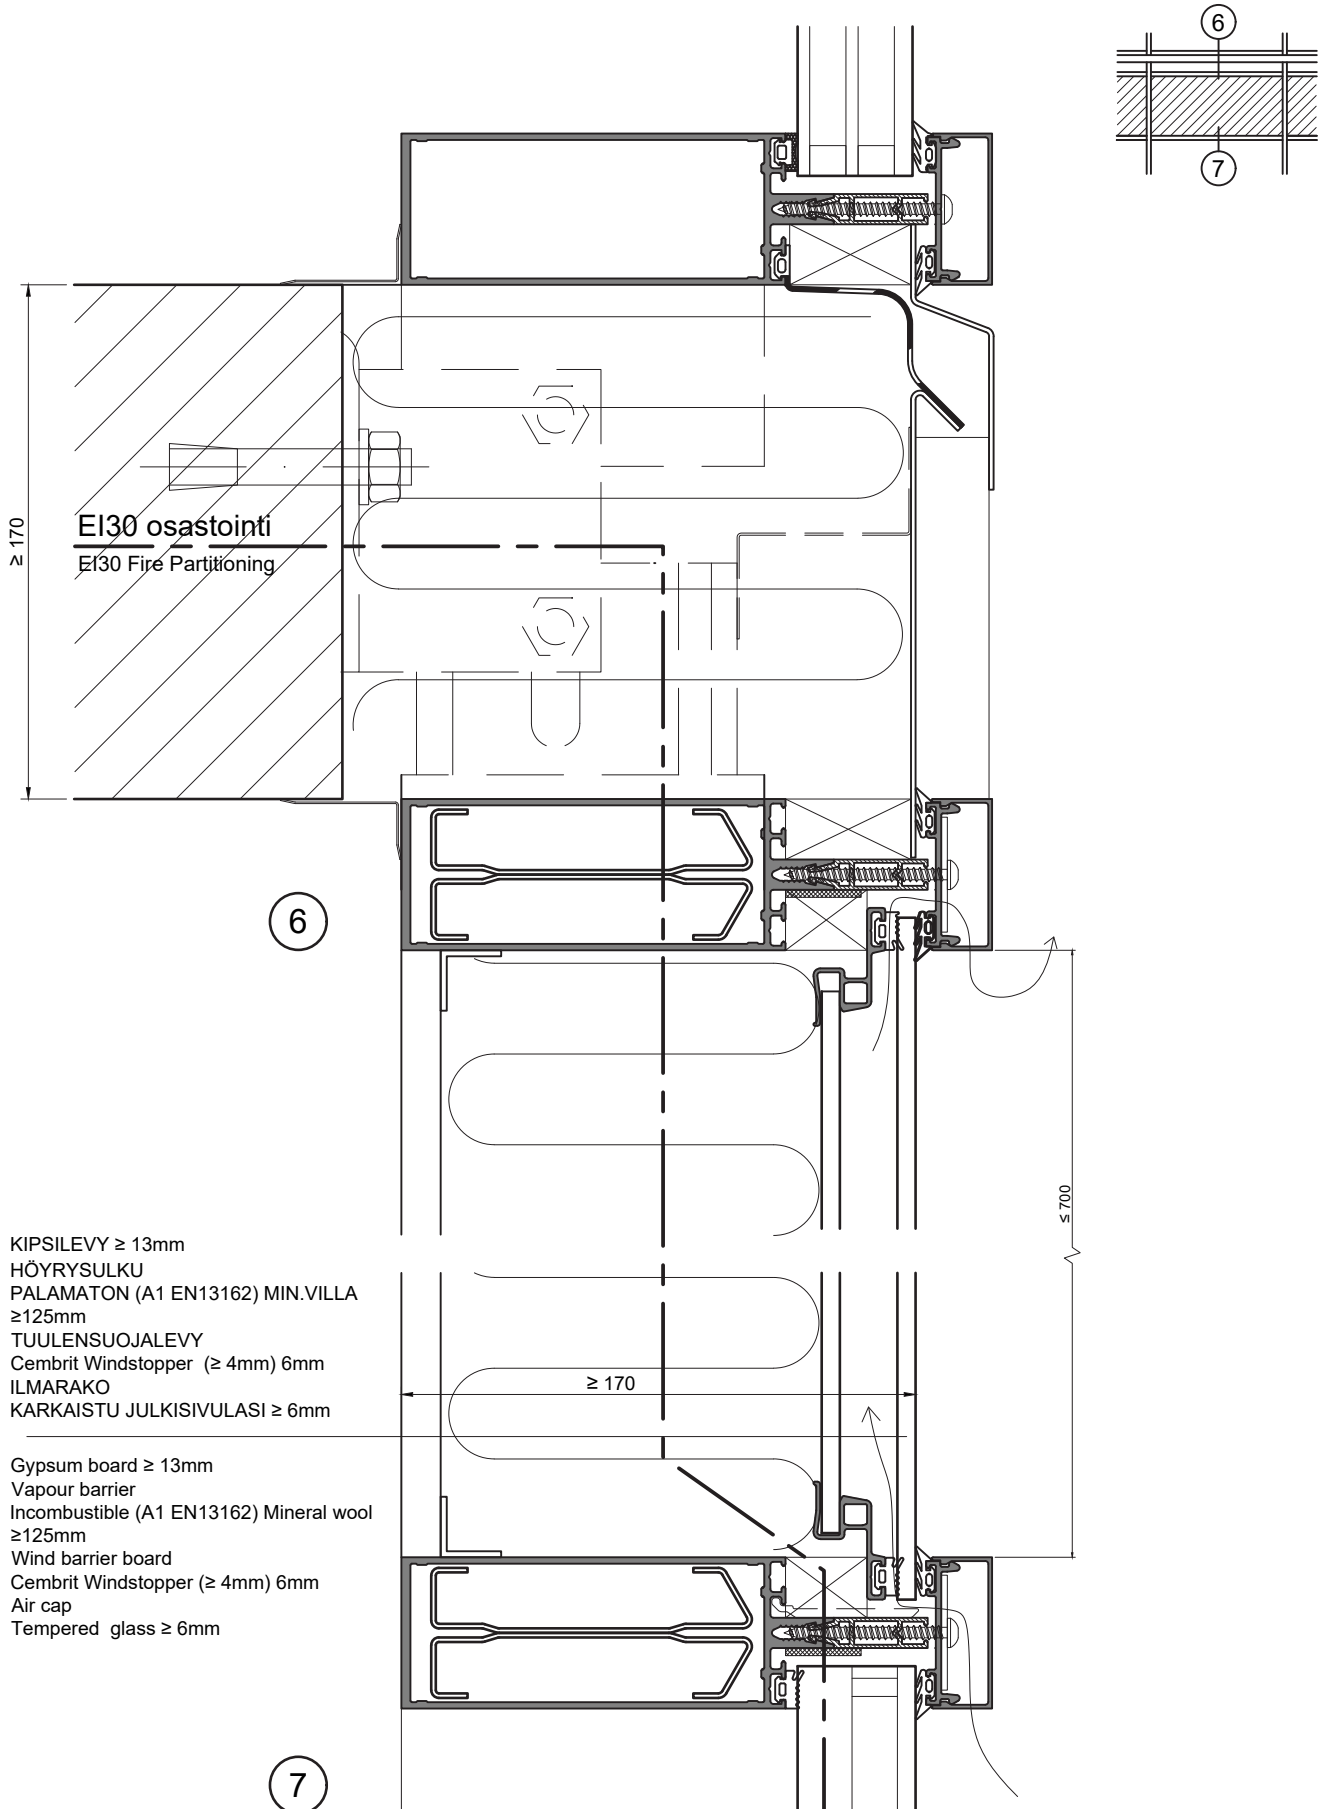 6
7
≥ 170
EI30 osastointi
EI30 Fire Partitioning
6
≤ 700
KIPSILEVY ≥ 13mm
HÖYRYSULKU
PALAMATON (A1 EN13162) MIN.VILLA
≥125mm
TUULENSUOJALEVY
Cembrit Windstopper (≥ 4mm) 6mm
ILMARAKO
KARKAISTU JULKISIVULASI ≥ 6mm
≥ 170
Gypsum board ≥ 13mm
Vapour barrier
Incombustible (A1 EN13162) Mineral wool
≥125mm
Wind barrier board
Cembrit Windstopper (≥ 4mm) 6mm
Air cap
Tempered glass ≥ 6mm
7